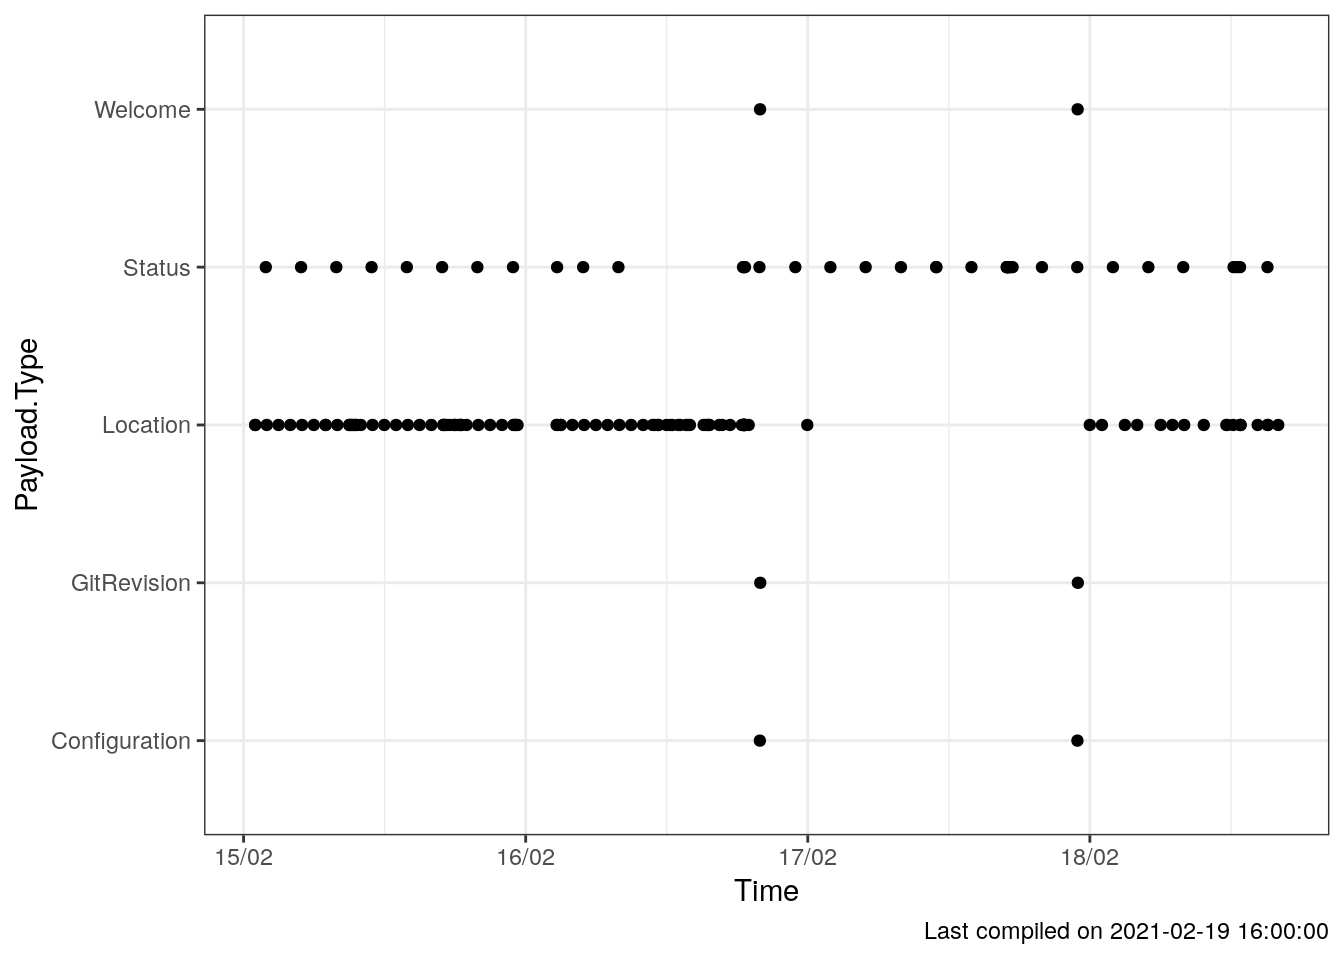 Welcome
Status
Location
GitRevision
Configuration
Payload.Type
15/02 16/02 17/02 18/02
Time
Last compiled on 2021-02-19 16:00:00